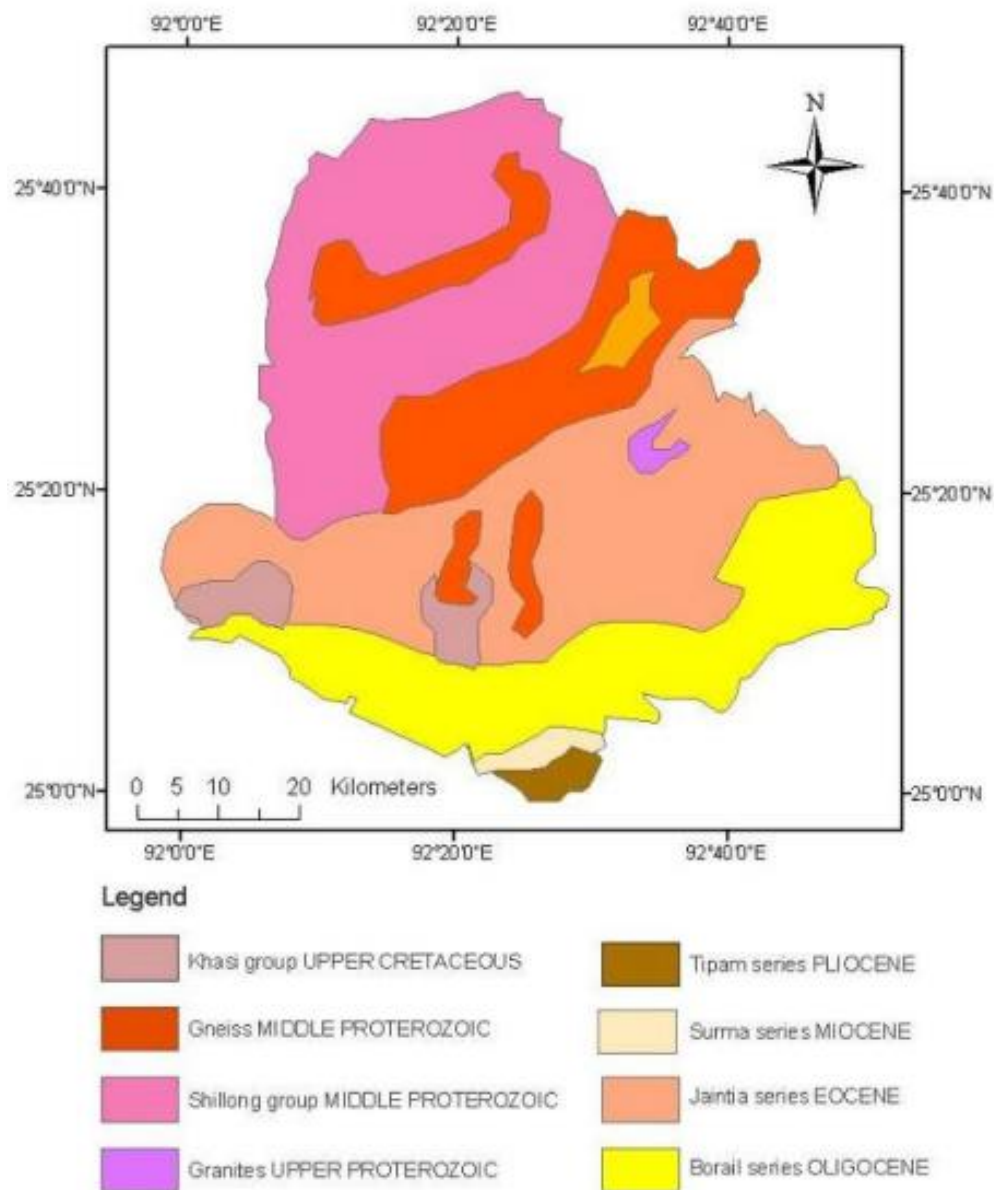 92°0'0"E 92°20'0"E 92°40'0"E
N
25°40'0"N 25°40'0"N
25°20'0"N 25°20'0"N
0 5 10 20 Kilometers
25°0'0"N 25°0'0"N
92°0'0"E 92°20'0"E 92°40'0"E
Legend
Khasi group UPPER CRETACEOUS
Gneiss MIDDLE PROTEROZOIC
Shillong group MIDDLE PROTEROZOIC
Granites UPPER PROTEROZOIC
Tipam series PLIOCENE
Surma series MIOCENE
Jaintia series EOCENE
Borail series OLIGOCENE